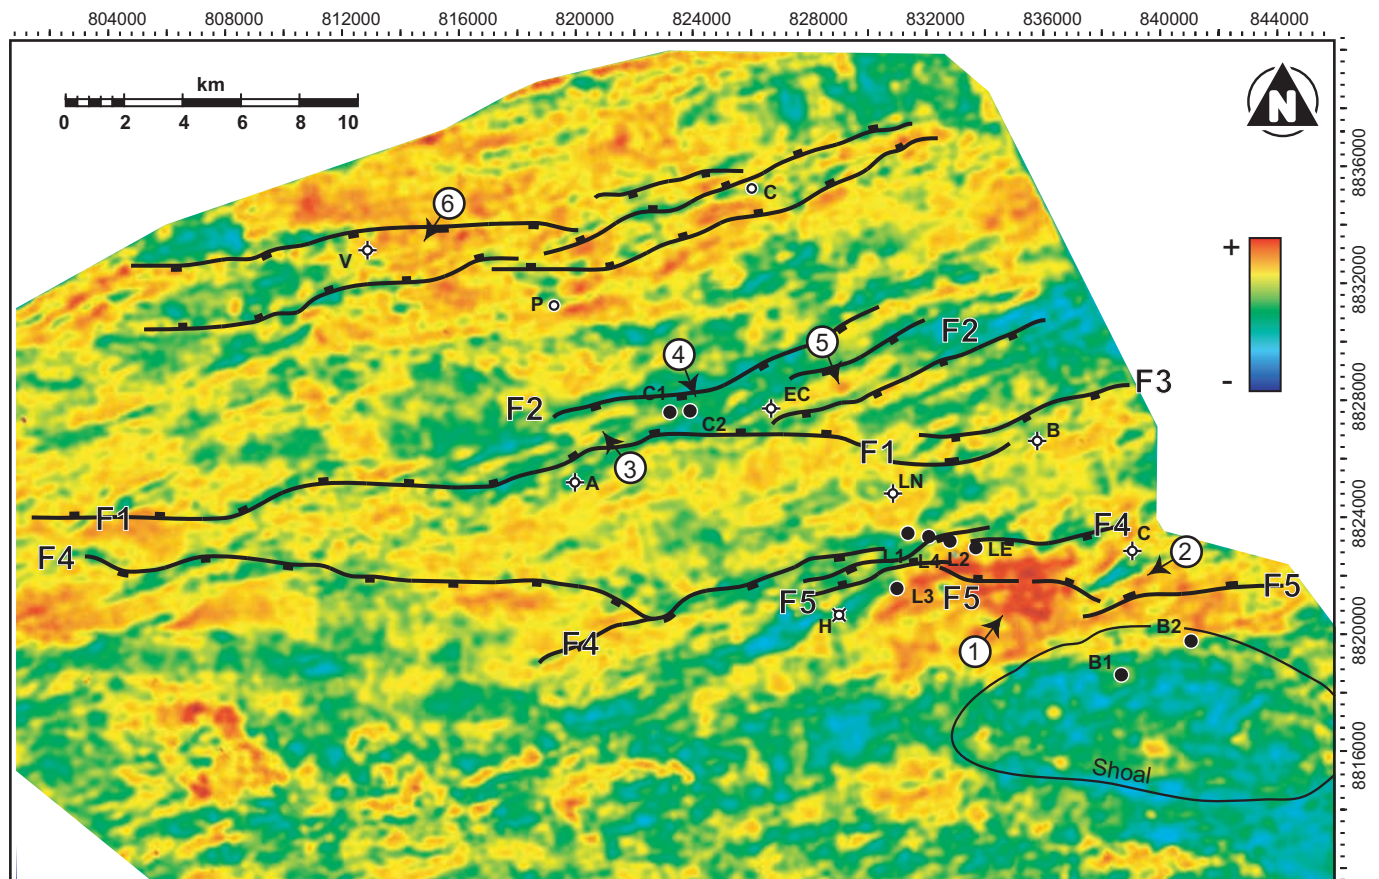 804000 808000 812000 816000 820000 824000 828000 832000 836000 840000 844000
km
0 2 4 6 8 10
N
8836000
C
6
V
+
8832000
P
-
F2
5
4
C1
EC
F3
8828000
F2
C2
B
F1
3
A
LN
8824000
F1
F4
C
F4
L1
L4
L2
LE
2
F5
L3
F5
F5
H
8820000
F4
1
B2
B1
Shoal
8816000